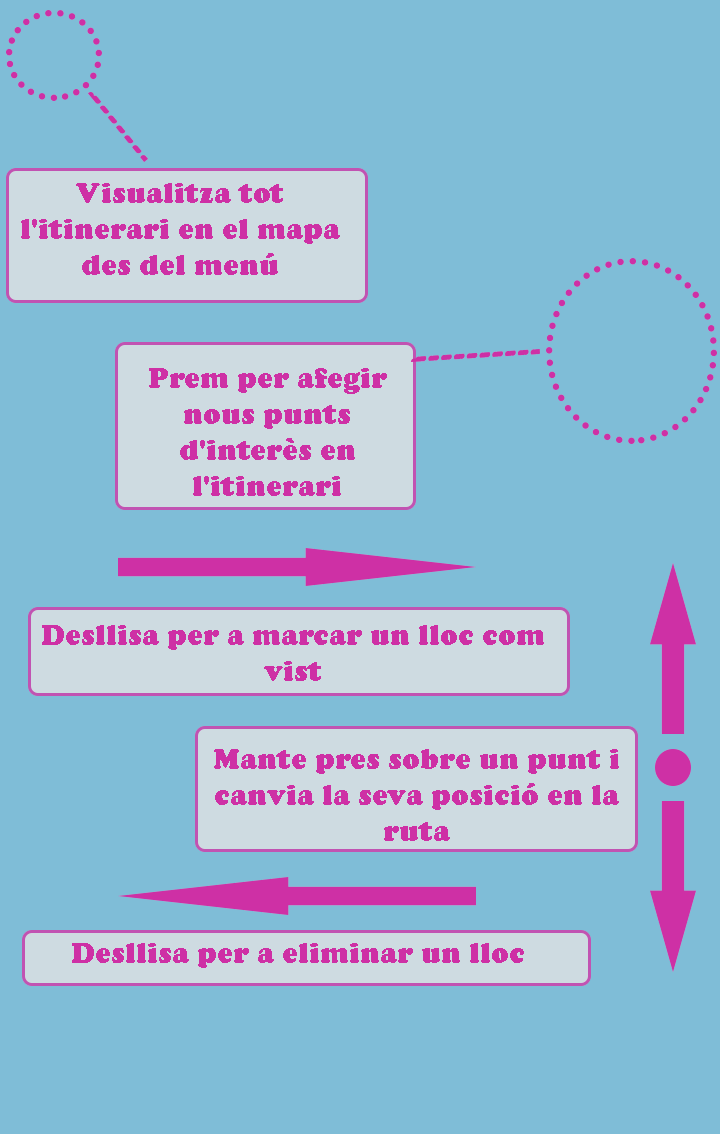 Visualitza tot
l'itinerari en el mapa
des del menú
Prem per afegir
nous punts
d'interès en
l'itinerari
Desllisa per a marcar un lloc com
vist
Mante pres sobre un punt i
canvia la seva posició en la
ruta
Desllisa per a eliminar un lloc